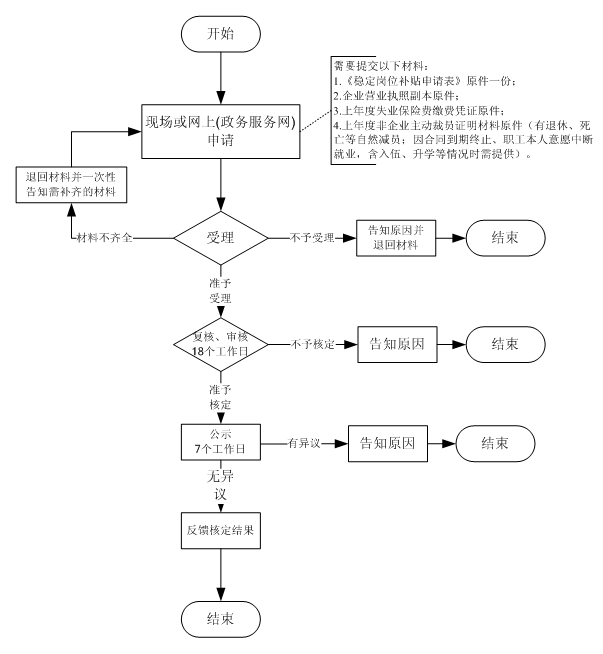 开始
需要提交以下材料：
1.《稳定岗位补贴申请表》原件一份；
2.企业营业执照副本原件；
3.上年度失业保险费缴费凭证原件；
4.上年度非企业主动裁员证明材料原件（有退休、死
亡等自然减员；因合同到期终止、职工本人意愿中断
就业，含入伍、升学等情况时需提供）。
现场或网上(政务服务网)
申请
退回材料并一次性
告知需补齐的材料
材料不齐全
受理
不予受理
告知原因并
退回材料
结束
准予
受理
复核、审核
18个工作日
不予核定
告知原因
结束
准予
核定
公示
7个工作日
有异议
告知原因
结束
无异
议
反馈核定结果
结束